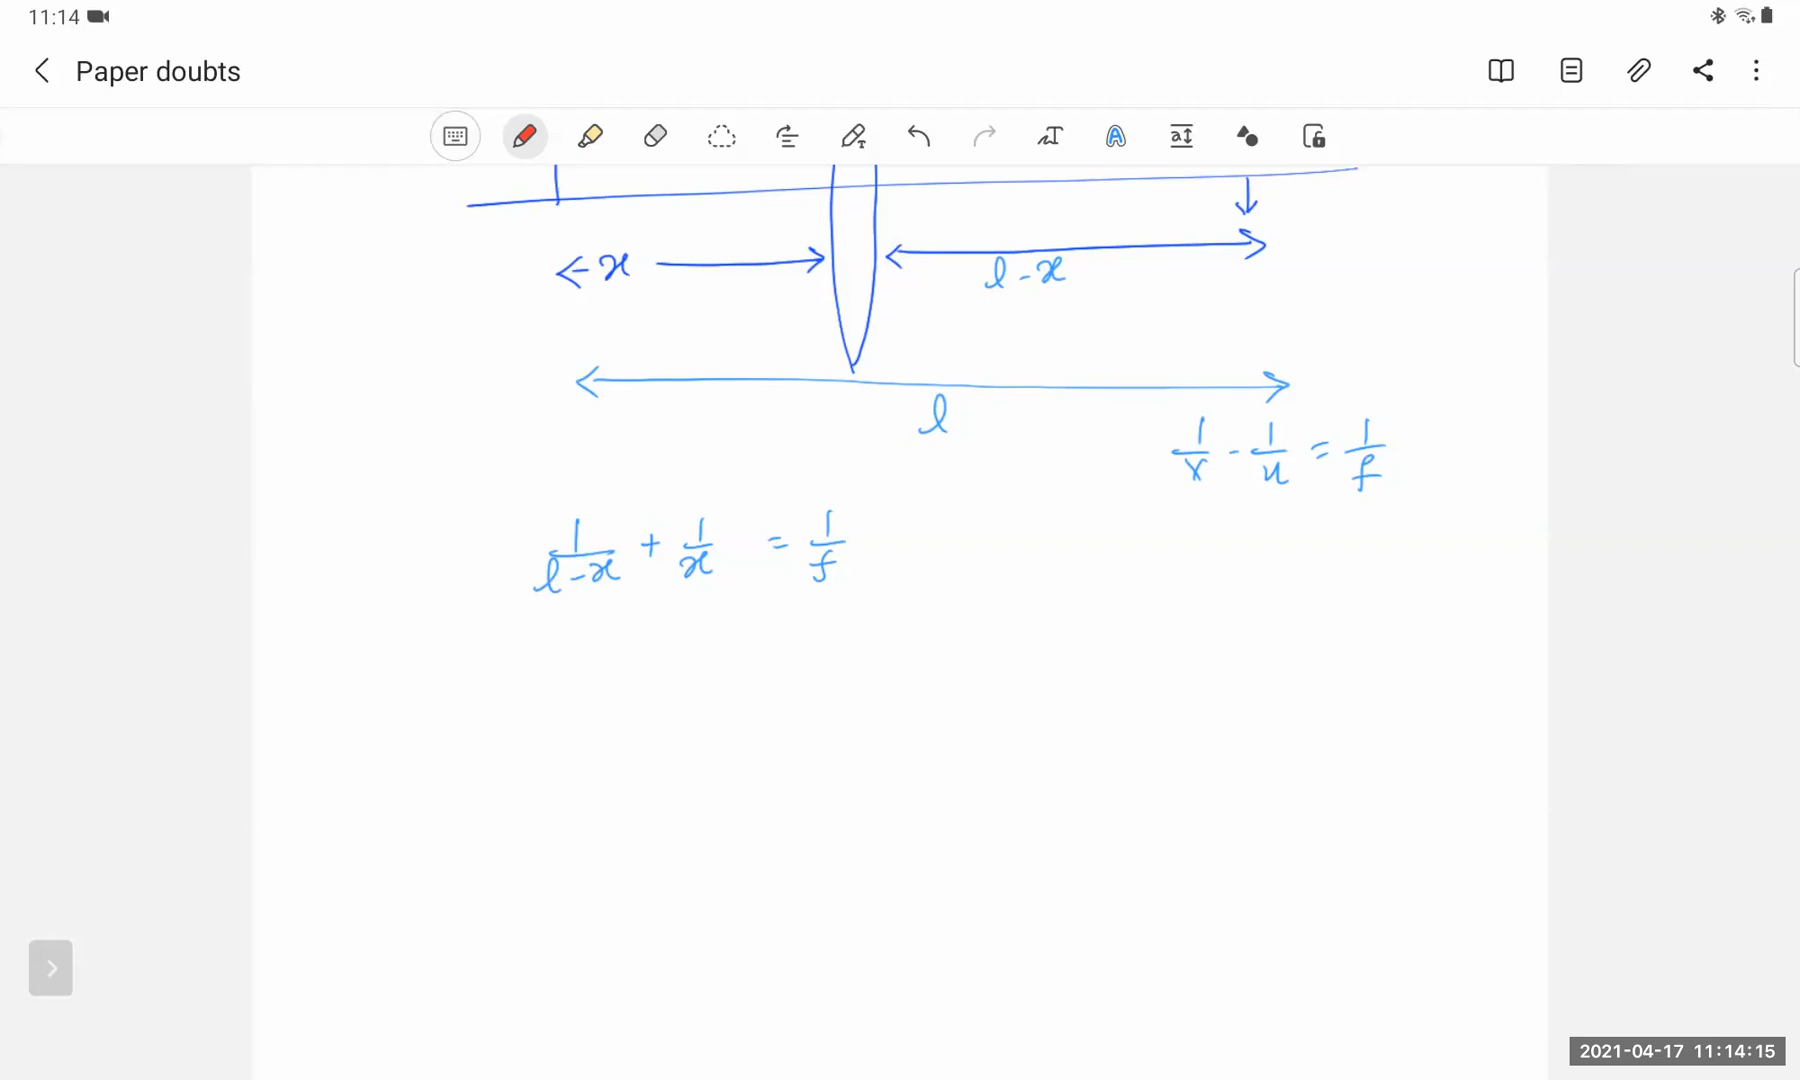 11:14
Paper doubts
x
l - x
l
1/v - 1/u = 1/f
1/(l-x) + 1/x = 1/f
2021-04-17 11:14:15